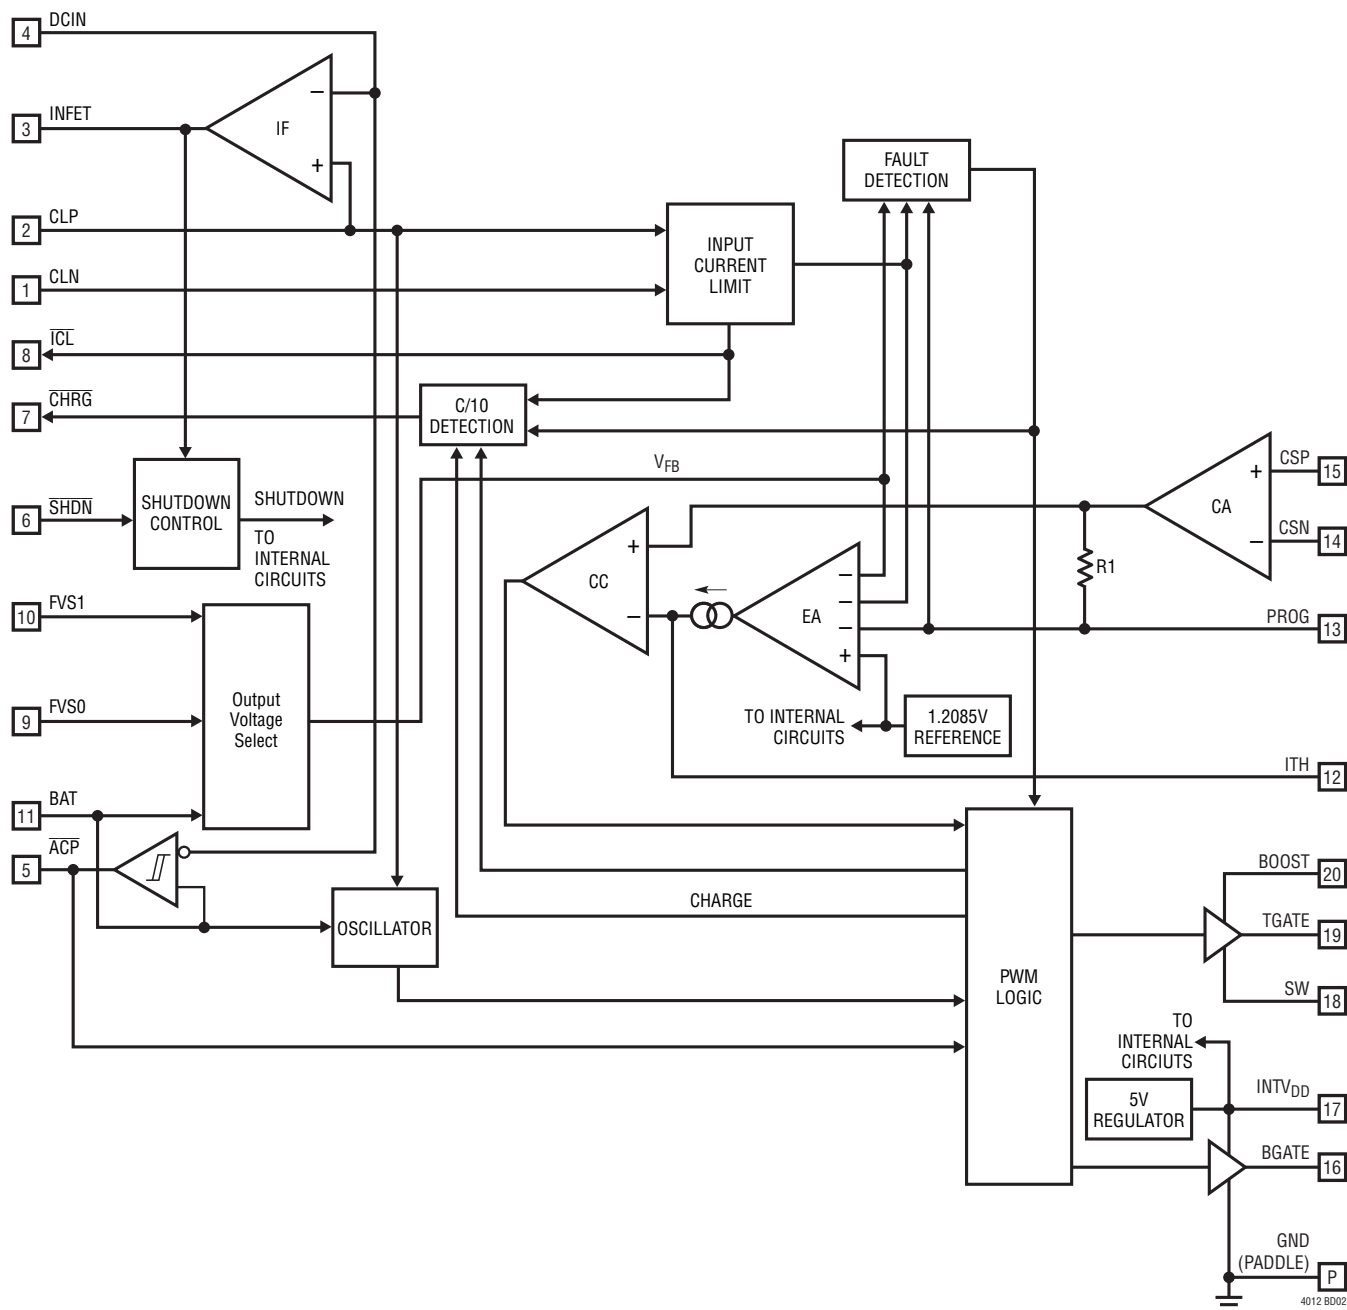 4
DCIN
3
INFET
IF
−
+
2
CLP
1
CLN
8
ICL
7
CHRG
6
SHDN
SHUTDOWN
CONTROL
SHUTDOWN
TO
INTERNAL
CIRCUITS
10
FVS1
9
FVS0
11
BAT
5
ACP
Output
Voltage
Select
OSCILLATOR
INPUT
CURRENT
LIMIT
FAULT
DETECTION
C/10
DETECTION
VFB
CC
+
−
EA
−
−
−
+
CA
+
−
R1
TO INTERNAL
CIRCUITS
1.2085V
REFERENCE
CHARGE
PWM
LOGIC
TO
INTERNAL
CIRCIUTS
5V
REGULATOR
CSP
15
CSN
14
PROG
13
ITH
12
BOOST
20
TGATE
19
SW
18
INTVDD
17
BGATE
16
GND
(PADDLE)
P
4012 BD02